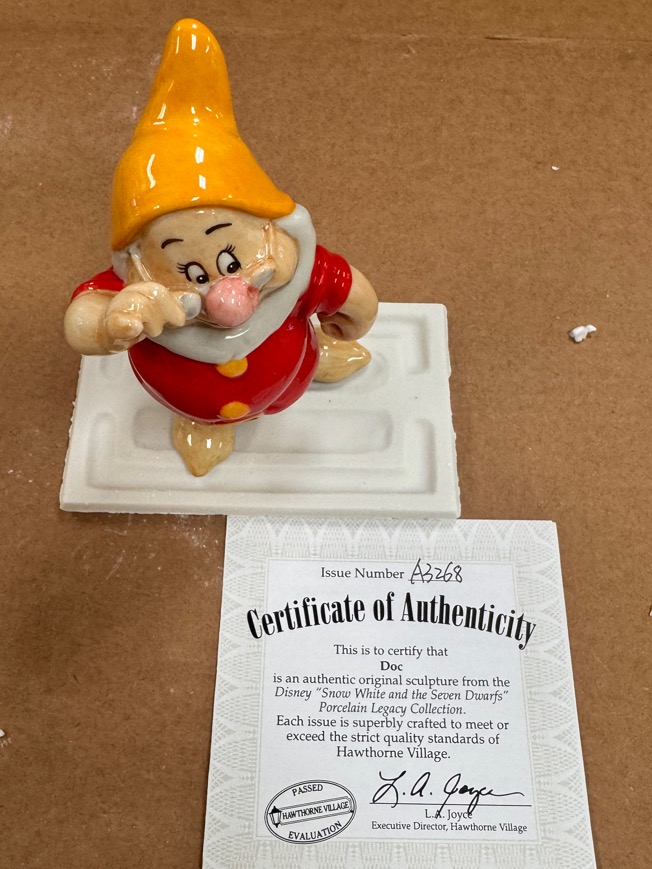 Issue Number A3268
Certificate of Authenticity
This is to certify that
Doc
is an authentic original sculpture from the
Disney "Snow White and the Seven Dwarfs"
Porcelain Legacy Collection.
Each issue is superbly crafted to meet or
exceed the strict quality standards of
Hawthorne Village.
PASSED
HAWTHORNE VILLAGE
EVALUATION
L. A. Joyce
L.A. Joyce
Executive Director, Hawthorne Village